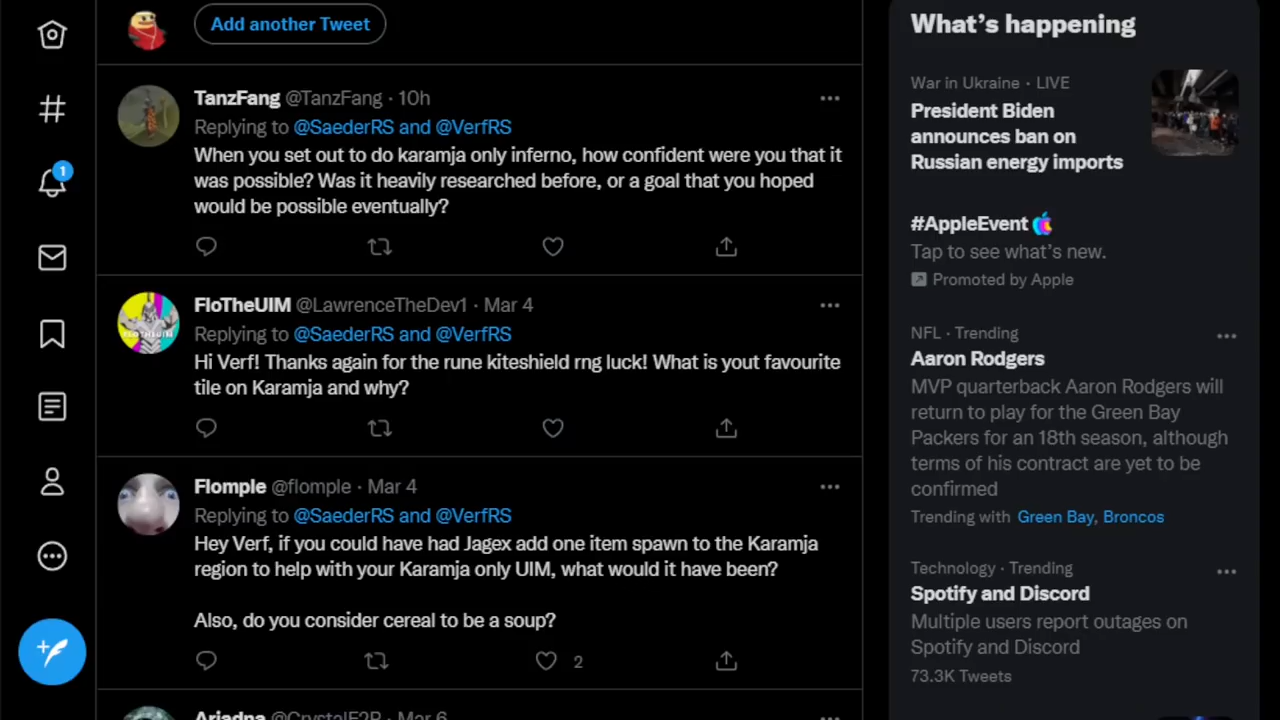 Add another Tweet
TanzFang @TanzFang · 10h
Replying to @SaederRS and @VerfRS
When you set out to do karamja only inferno, how confident were you that it
was possible? Was it heavily researched before, or a goal that you hoped
would be possible eventually?
FloTheUIM @LawrenceTheDev1 · Mar 4
Replying to @SaederRS and @VerfRS
Hi Verf! Thanks again for the rune kiteshield rng luck! What is yout favourite
tile on Karamja and why?
Flomple @flomple · Mar 4
Replying to @SaederRS and @VerfRS
Hey Verf, if you could have had Jagex add one item spawn to the Karamja
region to help with your Karamja only UIM, what would it have been?
Also, do you consider cereal to be a soup?
2
Ariadna @CrystalF2P · Mar 6
1
What's happening
War in Ukraine · LIVE
President Biden
announces ban on
Russian energy imports
#AppleEvent
Tap to see what's new.
Promoted by Apple
NFL · Trending
Aaron Rodgers
MVP quarterback Aaron Rodgers will
return to play for the Green Bay
Packers for an 18th season, although
terms of his contract are yet to be
confirmed
Trending with Green Bay, Broncos
Technology · Trending
Spotify and Discord
Multiple users report outages on
Spotify and Discord
73.3K Tweets